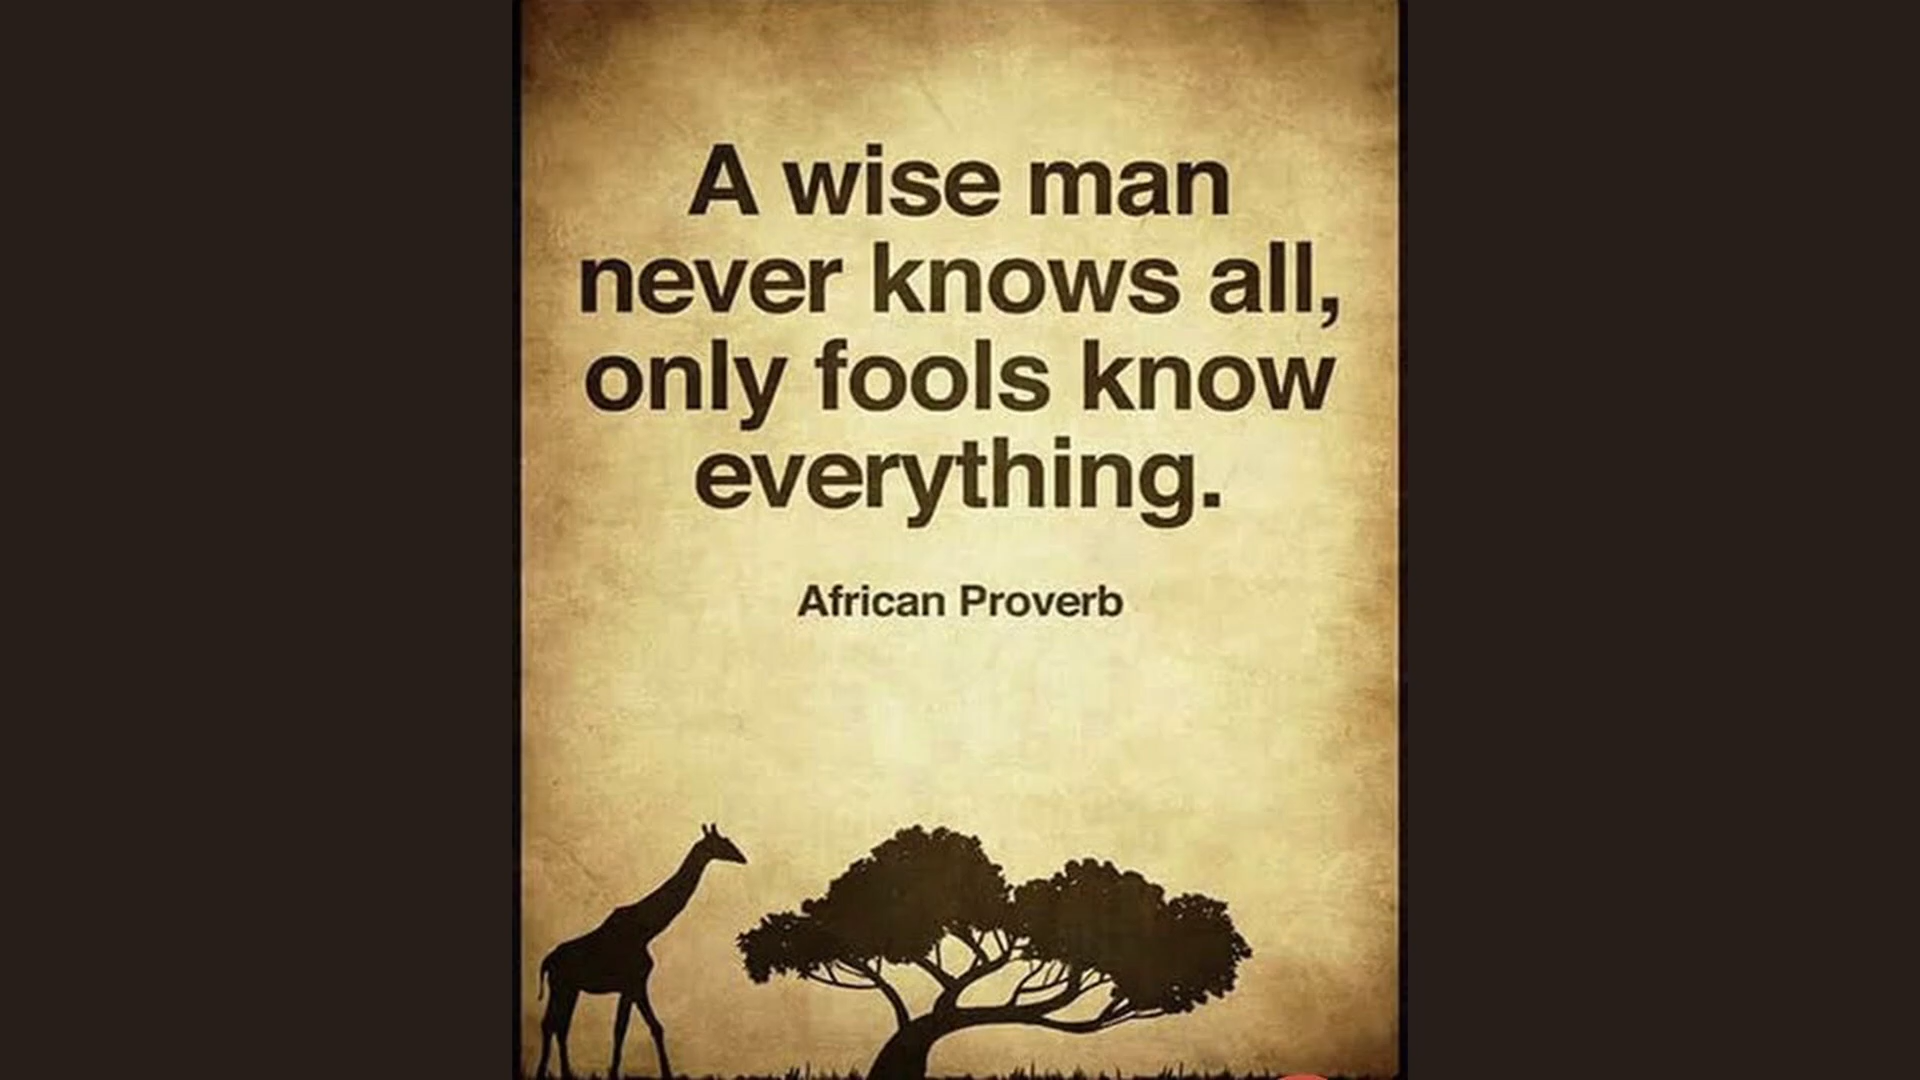 A wise man
never knows all,
only fools know
everything.
African Proverb